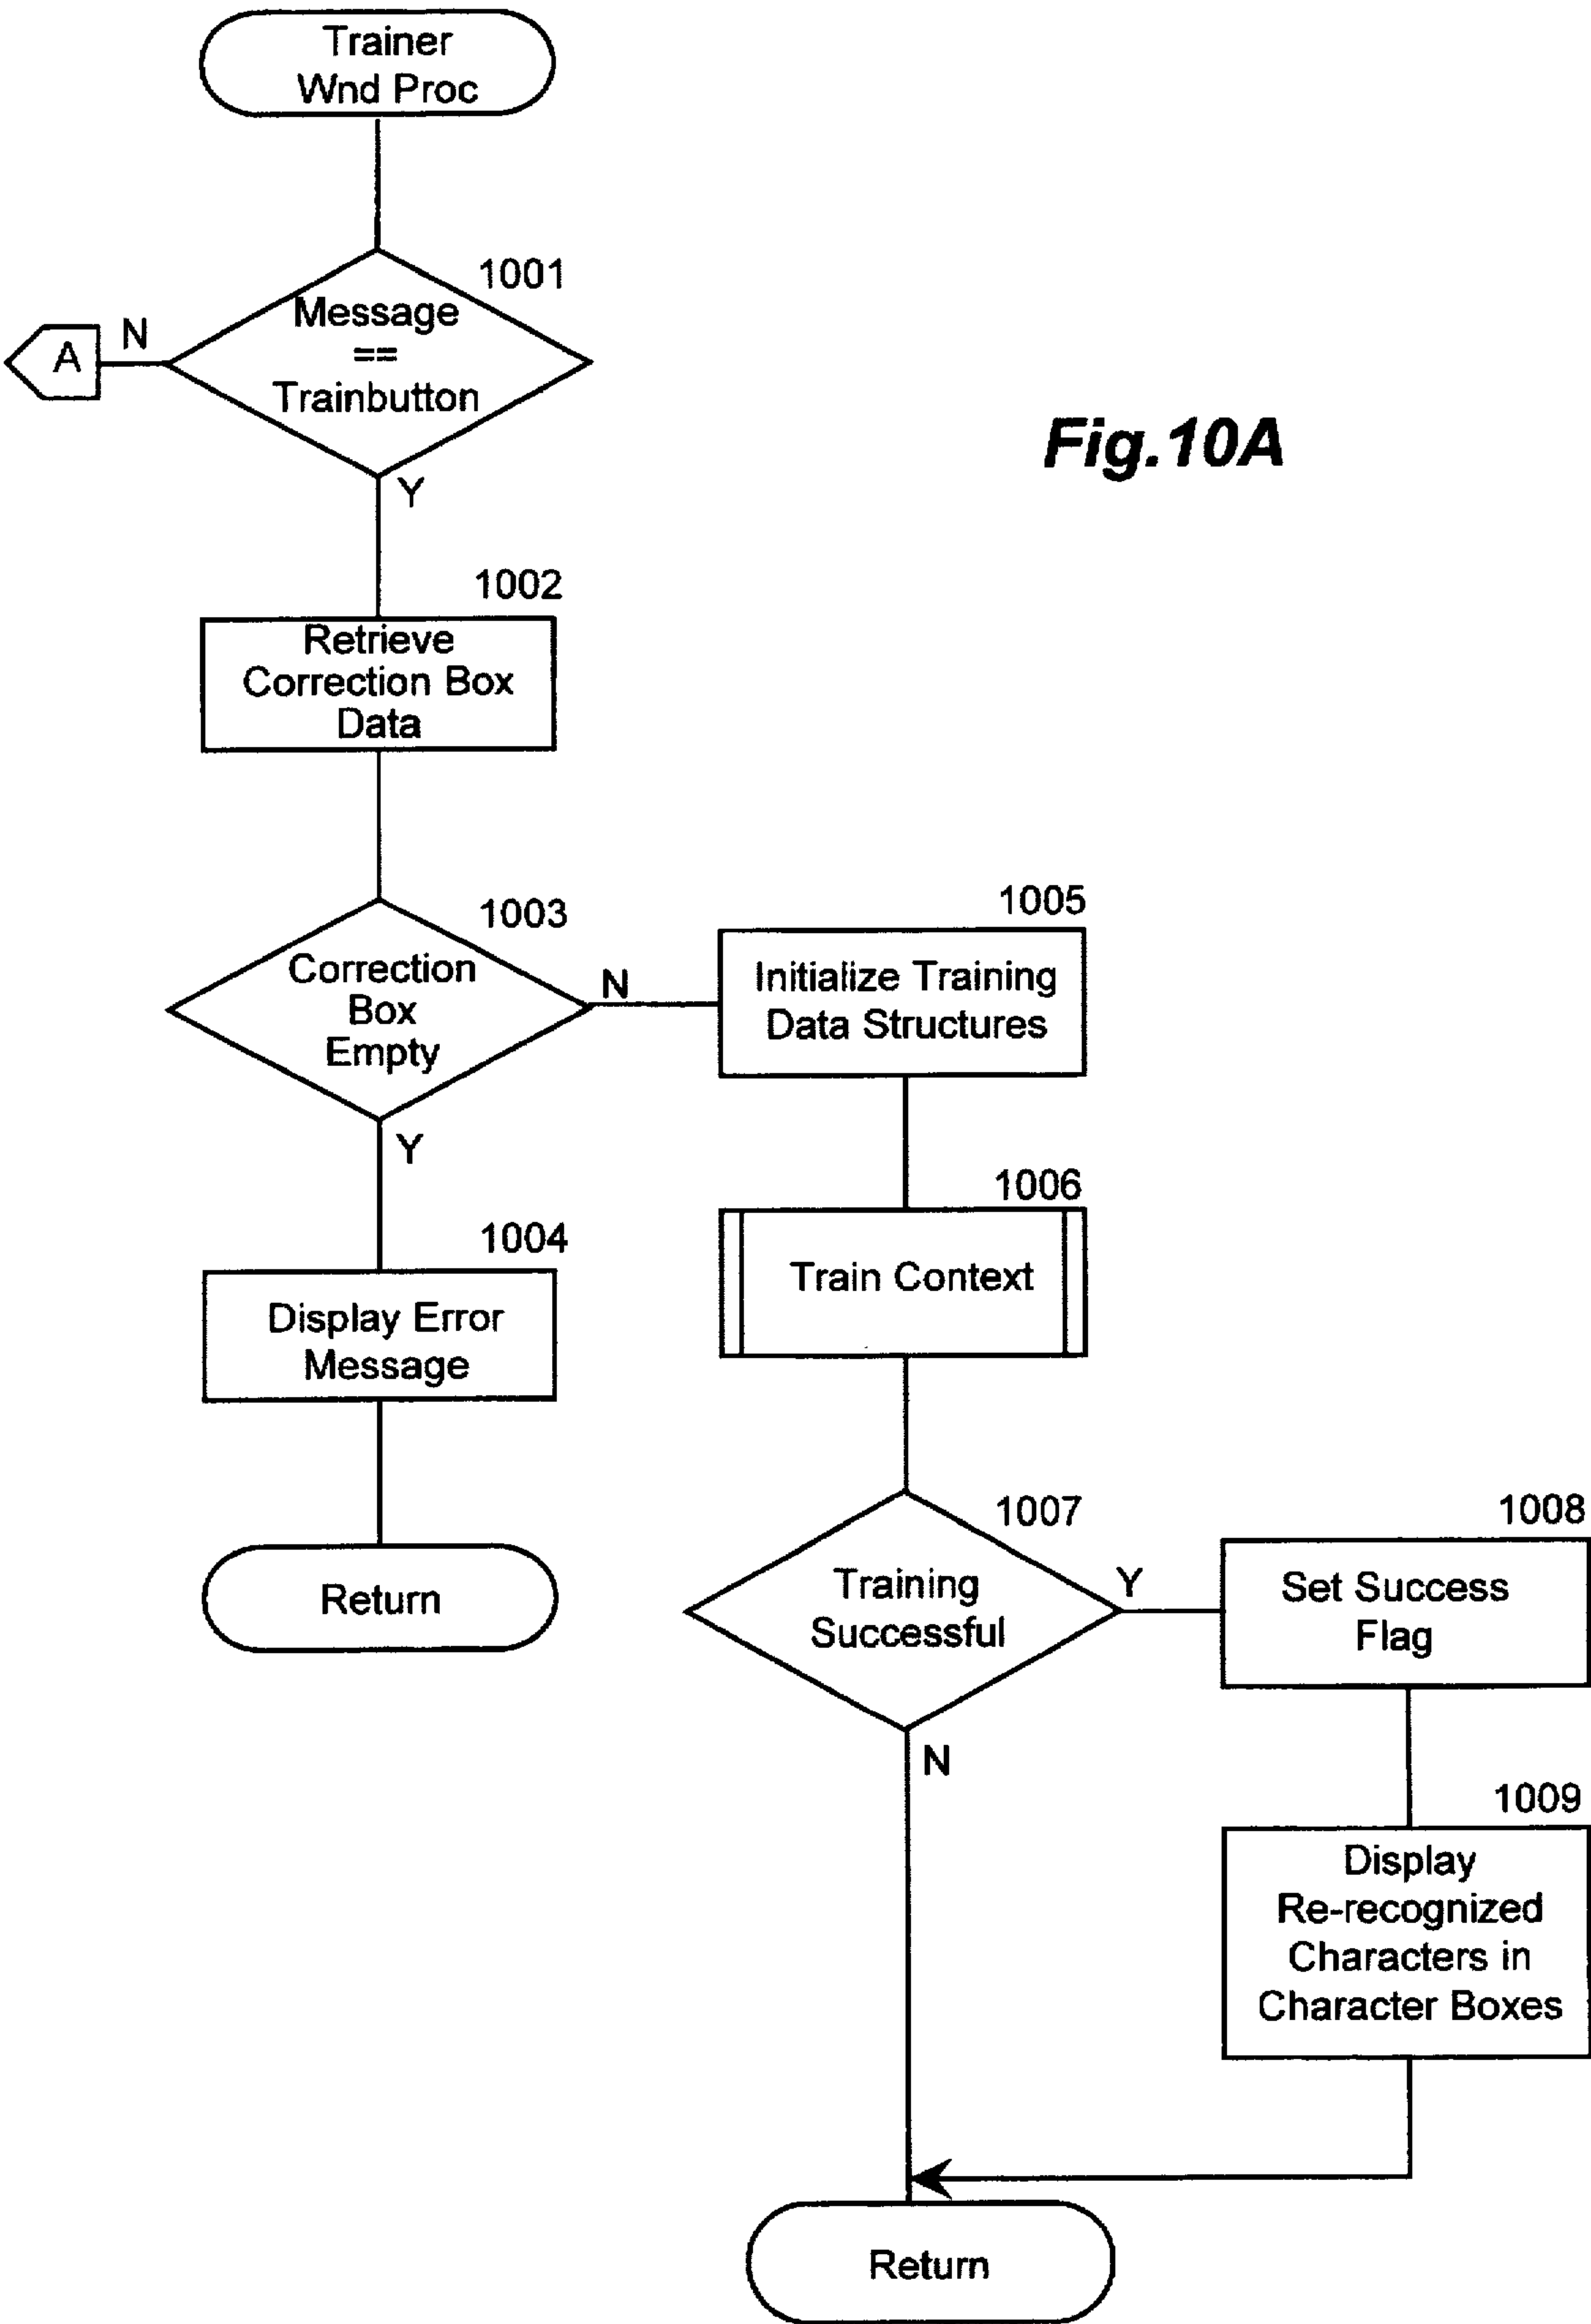 Trainer
Wnd Proc
1001
Message
==
Trainbutton
N
A
Y
Fig.10A
1002
Retrieve
Correction Box
Data
1003
Correction
Box
Empty
N
Y
1005
Initialize Training
Data Structures
1006
Train Context
1004
Display Error
Message
Return
1007
Training
Successful
Y
N
1008
Set Success
Flag
1009
Display
Re-recognized
Characters in
Character Boxes
Return